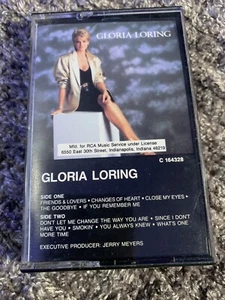 GLORIA LORING
Mfd. for RCA Music Service under License
6550 East 30th Street, Indianapolis, Indiana 46219
C 164328
GLORIA LORING
SIDE ONE
FRIENDS & LOVERS • CHANGES OF HEART • CLOSE MY EYES
• THE GOODBYE • IF YOU REMEMBER ME
SIDE TWO
DON'T LET ME CHANGE THE WAY YOU ARE • SINCE I DON'T
HAVE YOU • SMOKIN' • YOU ALWAYS KNEW • WHAT'S ONE
MORE TIME
EXECUTIVE PRODUCER: JERRY MEYERS